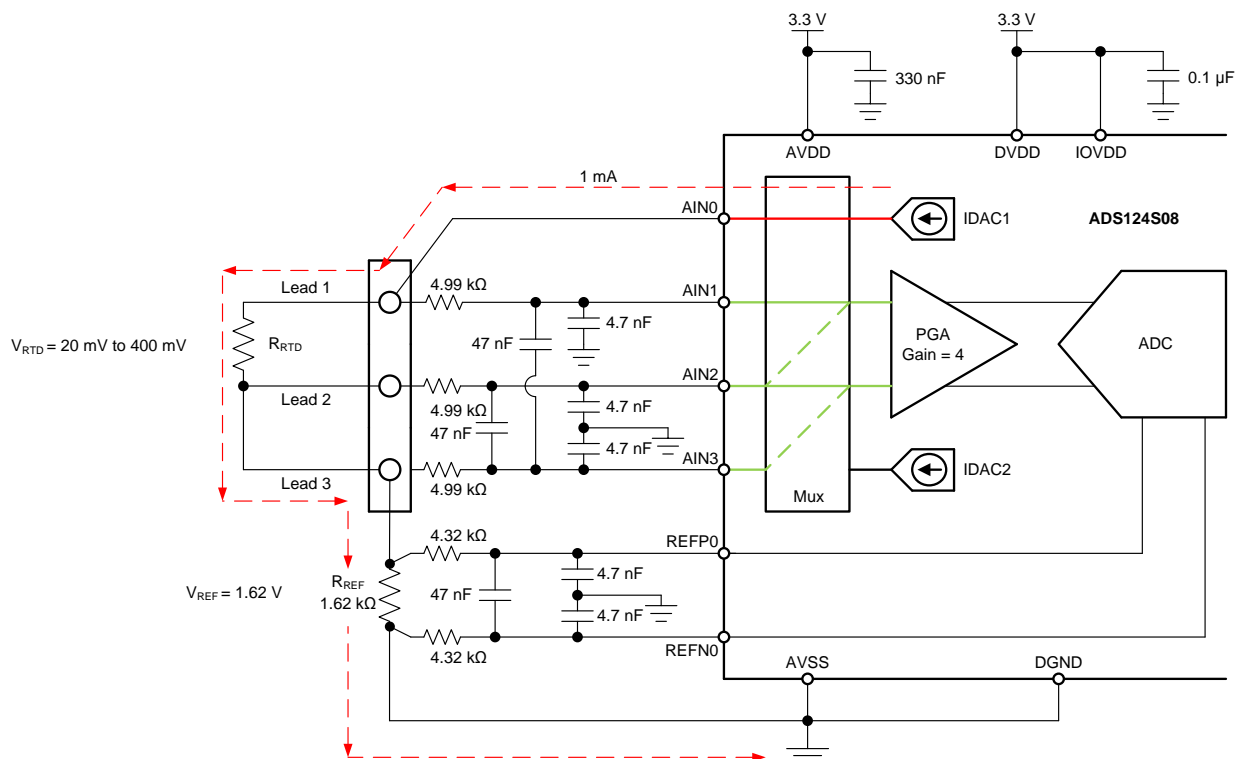 3.3 V
3.3 V
330 nF
0.1 µF
AVDD
DVDD
IOVDD
1 mA
AIN0
IDAC1
ADS124S08
Lead 1
4.99 kΩ
AIN1
4.7 nF
47 nF
V_RTD = 20 mV to 400 mV
R_RTD
PGA
Gain = 4
ADC
AIN2
Lead 2
4.99 kΩ
4.7 nF
47 nF
4.7 nF
AIN3
Lead 3
4.99 kΩ
IDAC2
Mux
4.32 kΩ
REFP0
4.7 nF
V_REF = 1.62 V
R_REF
1.62 kΩ
47 nF
4.7 nF
4.32 kΩ
REFN0
AVSS
DGND